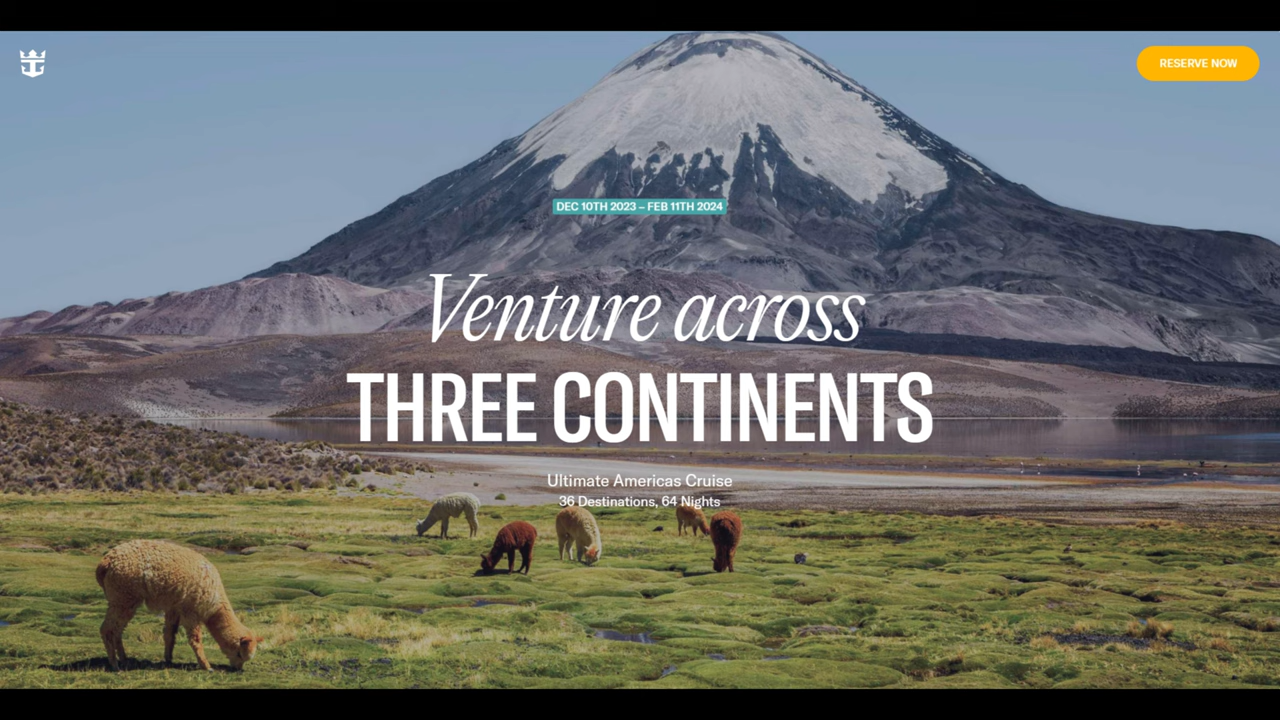 RESERVE NOW
DEC 10TH 2023 – FEB 11TH 2024
Venture across
THREE CONTINENTS
Ultimate Americas Cruise
36 Destinations, 64 Nights